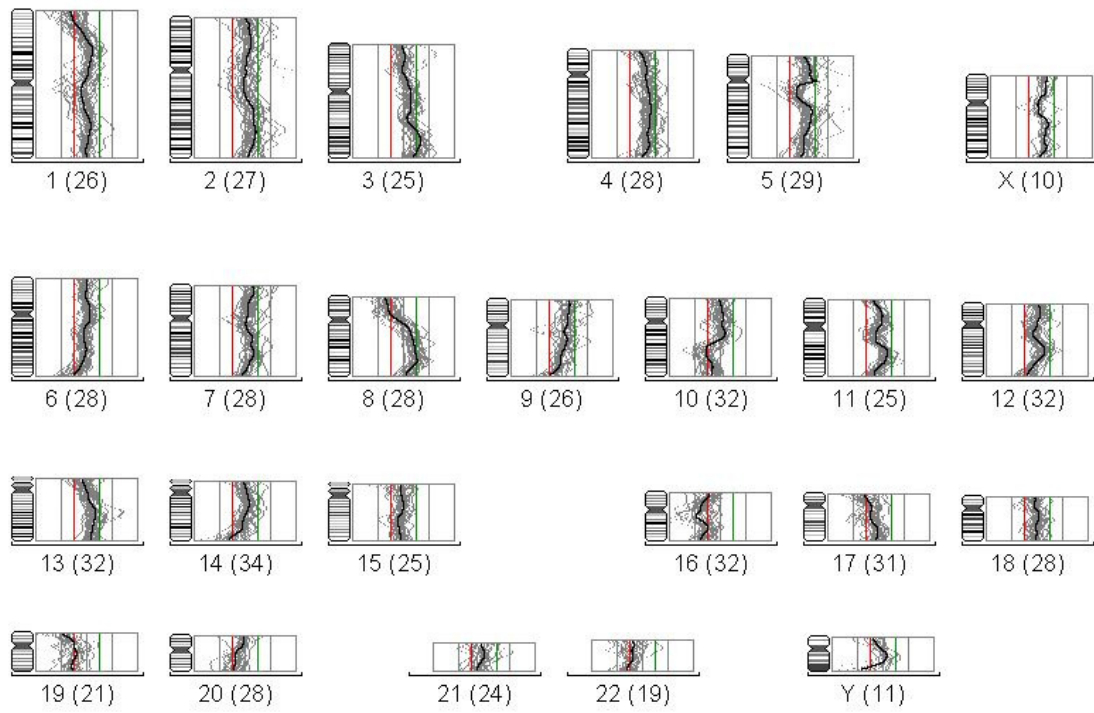 1 (26) 2 (27) 3 (25) 4 (28) 5 (29) X (10)
6 (28) 7 (28) 8 (28) 9 (26) 10 (32) 11 (25) 12 (32)
13 (32) 14 (34) 15 (25) 16 (32) 17 (31) 18 (28)
19 (21) 20 (28) 21 (24) 22 (19) Y (11)